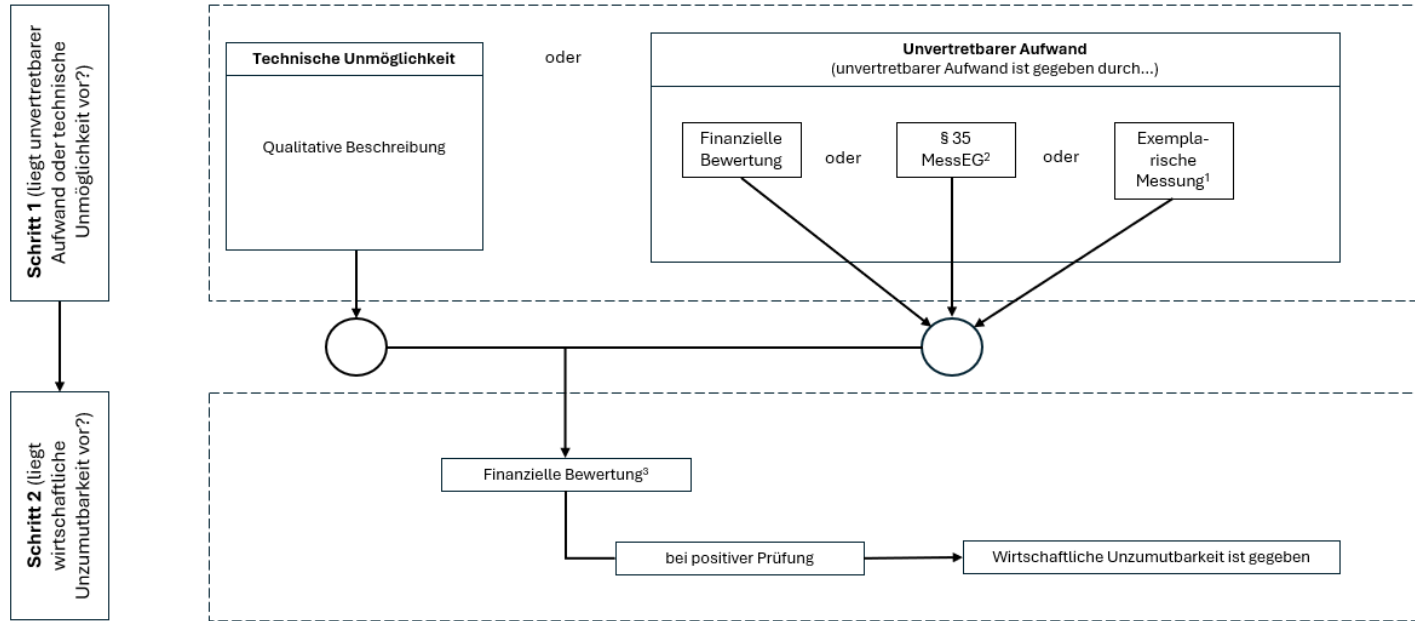 Schritt 1 (liegt unvertretbarer
Aufwand oder technische
Unmöglichkeit vor?)
Technische Unmöglichkeit
Qualitative Beschreibung
oder
Unvertretbarer Aufwand
(unvertretbarer Aufwand ist gegeben durch...)
Finanzielle
Bewertung
oder
§ 35
MessEG²
oder
Exempla-
rische
Messung¹
Schritt 2 (liegt
wirtschaftliche
Unzumutbarkeit vor?)
Finanzielle Bewertung³
bei positiver Prüfung
Wirtschaftliche Unzumutbarkeit ist gegeben